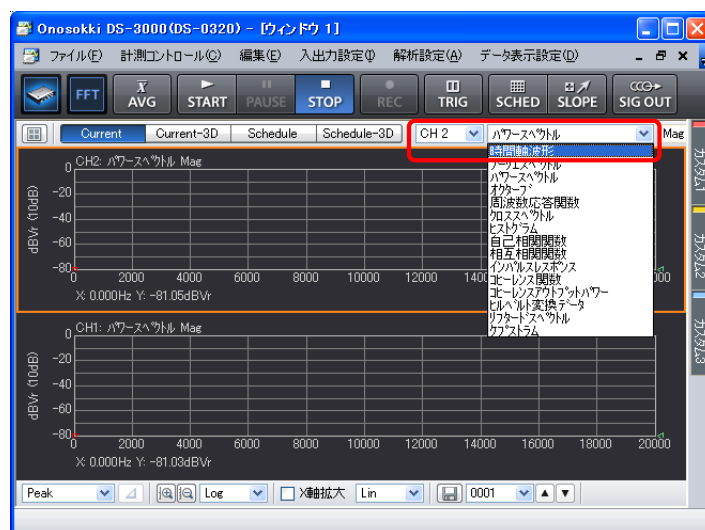 Onosokki DS-3000(DS-0320) - [ウィンドウ 1]
ファイル(F) 計測コントロール(C) 編集(E) 入出力設定(I) 解析設定(A) データ表示設定(D)
FFT X AVG START PAUSE STOP REC TRIG SCHED SLOPE SIG OUT
Current Current-3D Schedule Schedule-3D CH 2 パワースペクトル Mag
時間軸波形
フーリエスペクトル
パワースペクトル
オクターブ
周波数応答関数
クロススペクトル
ヒストグラム
自己相関関数
相互相関関数
インパルスレスポンス
コヒーレンス関数
コヒーレンスアウトプットパワー
ヒルベルト変換データ
リフタードスペクトル
ケプストラム
カスタム1
カスタム2
カスタム3
CH2: パワースペクトル Mag
dBVr (10dB)
0
-20
-40
-60
-80
0 2000 4000 6000 8000 10000 12000
X: 0.000Hz Y: -81.05dBVr
CH1: パワースペクトル Mag
dBVr (10dB)
0
-20
-40
-60
-80
0 2000 4000 6000 8000 10000 12000 14000 16000 18000 20000
X: 0.000Hz Y: -81.03dBVr
Peak Log X軸拡大 Lin 0001